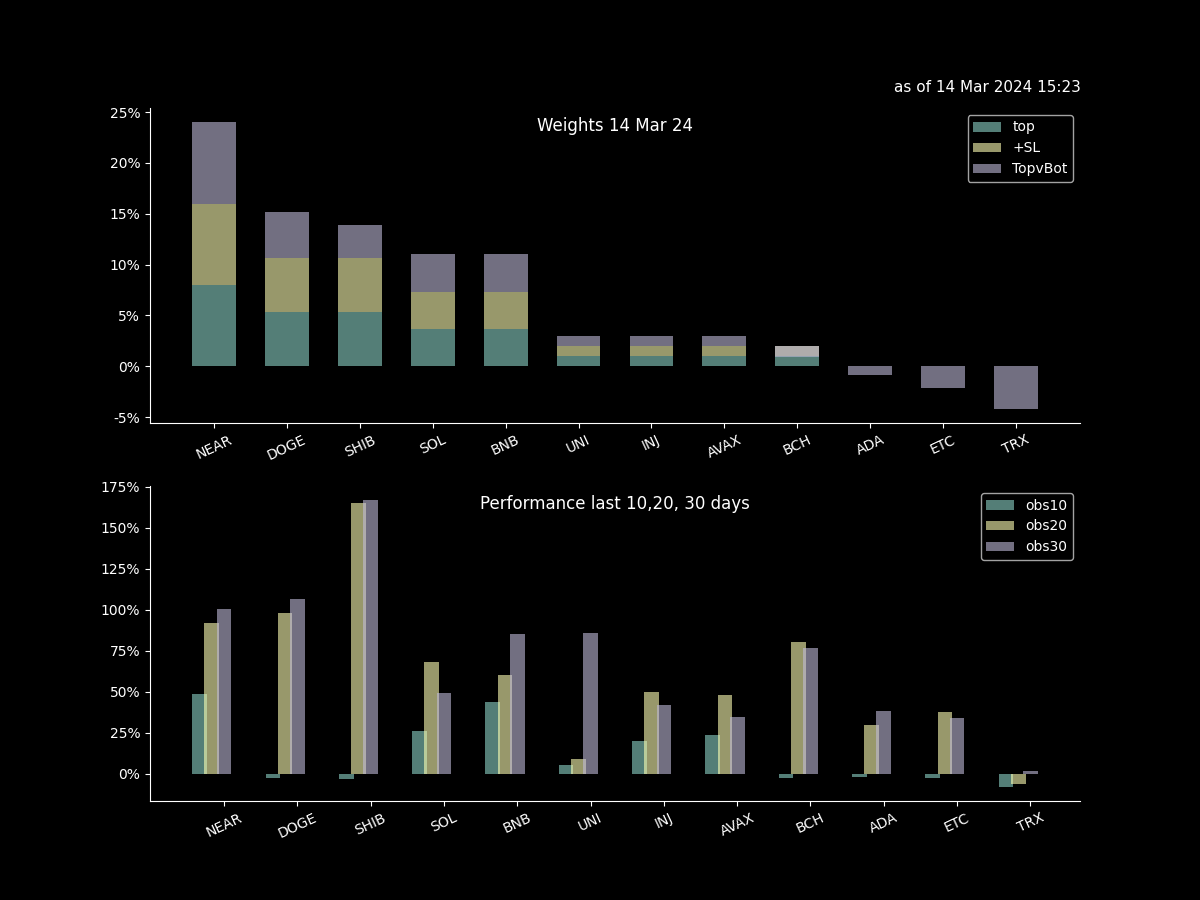 as of 14 Mar 2024 15:23
Weights 14 Mar 24
25%
20%
15%
10%
5%
0%
-5%
top
+SL
TopvBot
NEAR DOGE SHIB SOL BNB UNI INJ AVAX BCH ADA ETC TRX
Performance last 10,20, 30 days
175%
150%
125%
100%
75%
50%
25%
0%
obs10
obs20
obs30
NEAR DOGE SHIB SOL BNB UNI INJ AVAX BCH ADA ETC TRX